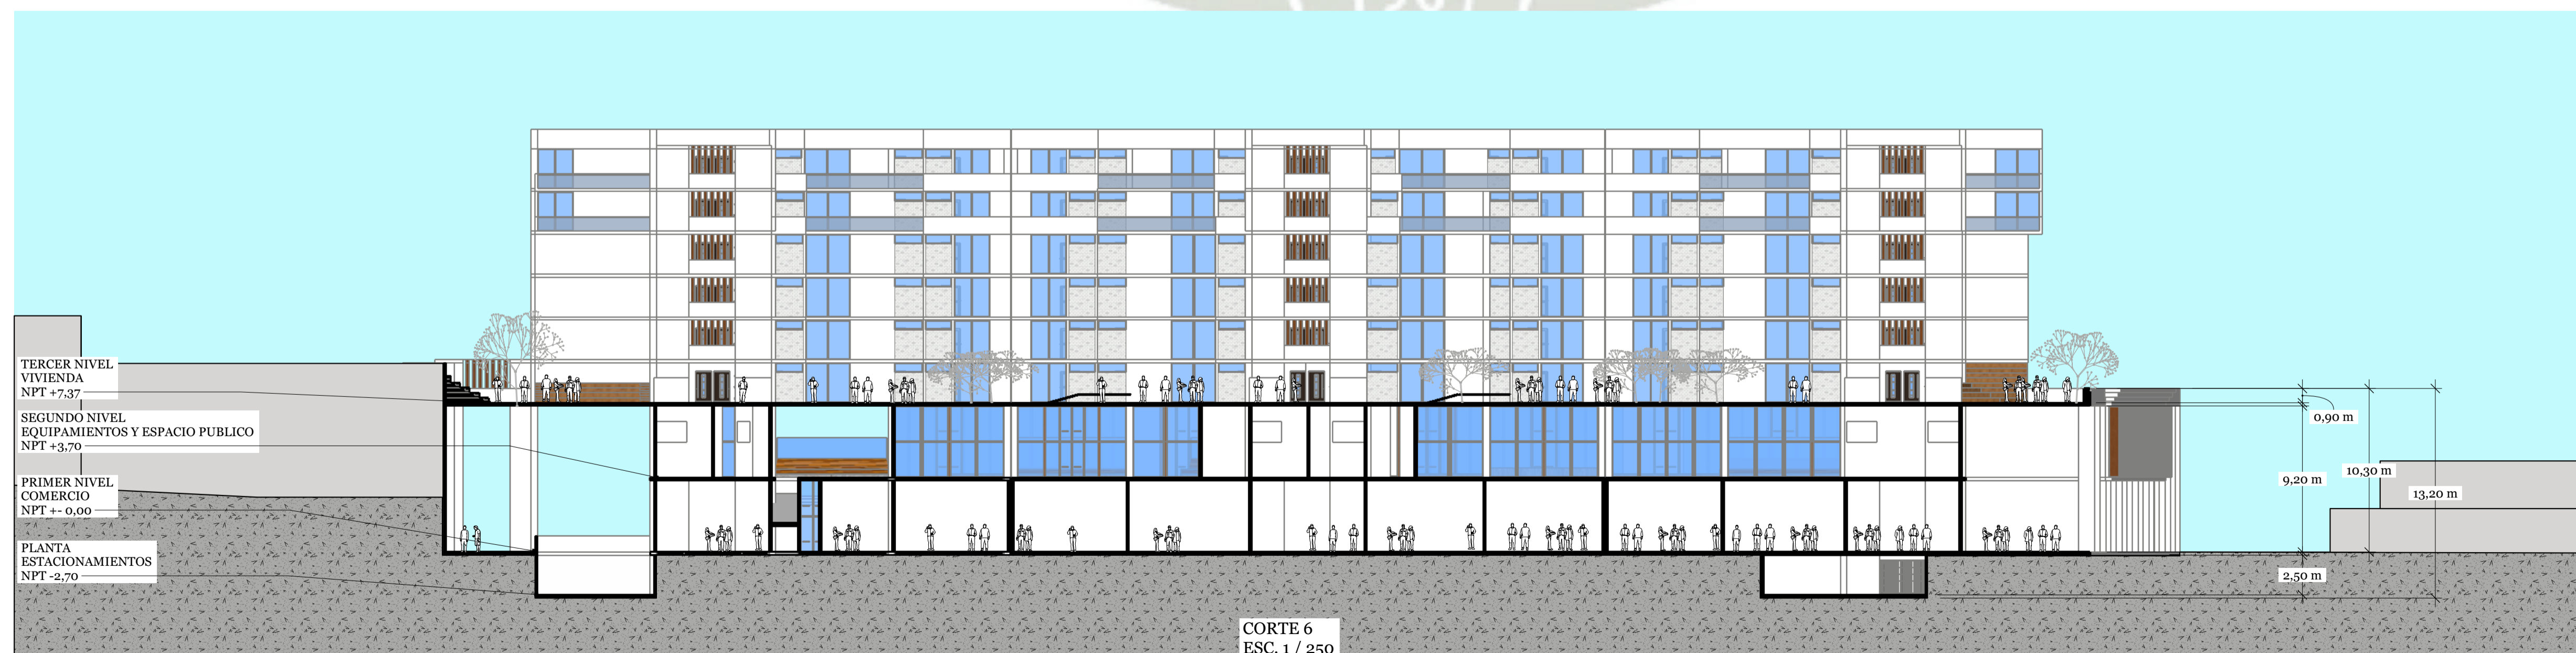 TERCER NIVEL
VIVIENDA
NPT +7,37
SEGUNDO NIVEL
EQUIPAMIENTOS Y ESPACIO PUBLICO
NPT +3,70
PRIMER NIVEL
COMERCIO
NPT +- 0,00
PLANTA
ESTACIONAMIENTOS
NPT -2,70
0,90 m
10,30 m
9,20 m
13,20 m
2,50 m
CORTE 6
ESC. 1 / 250